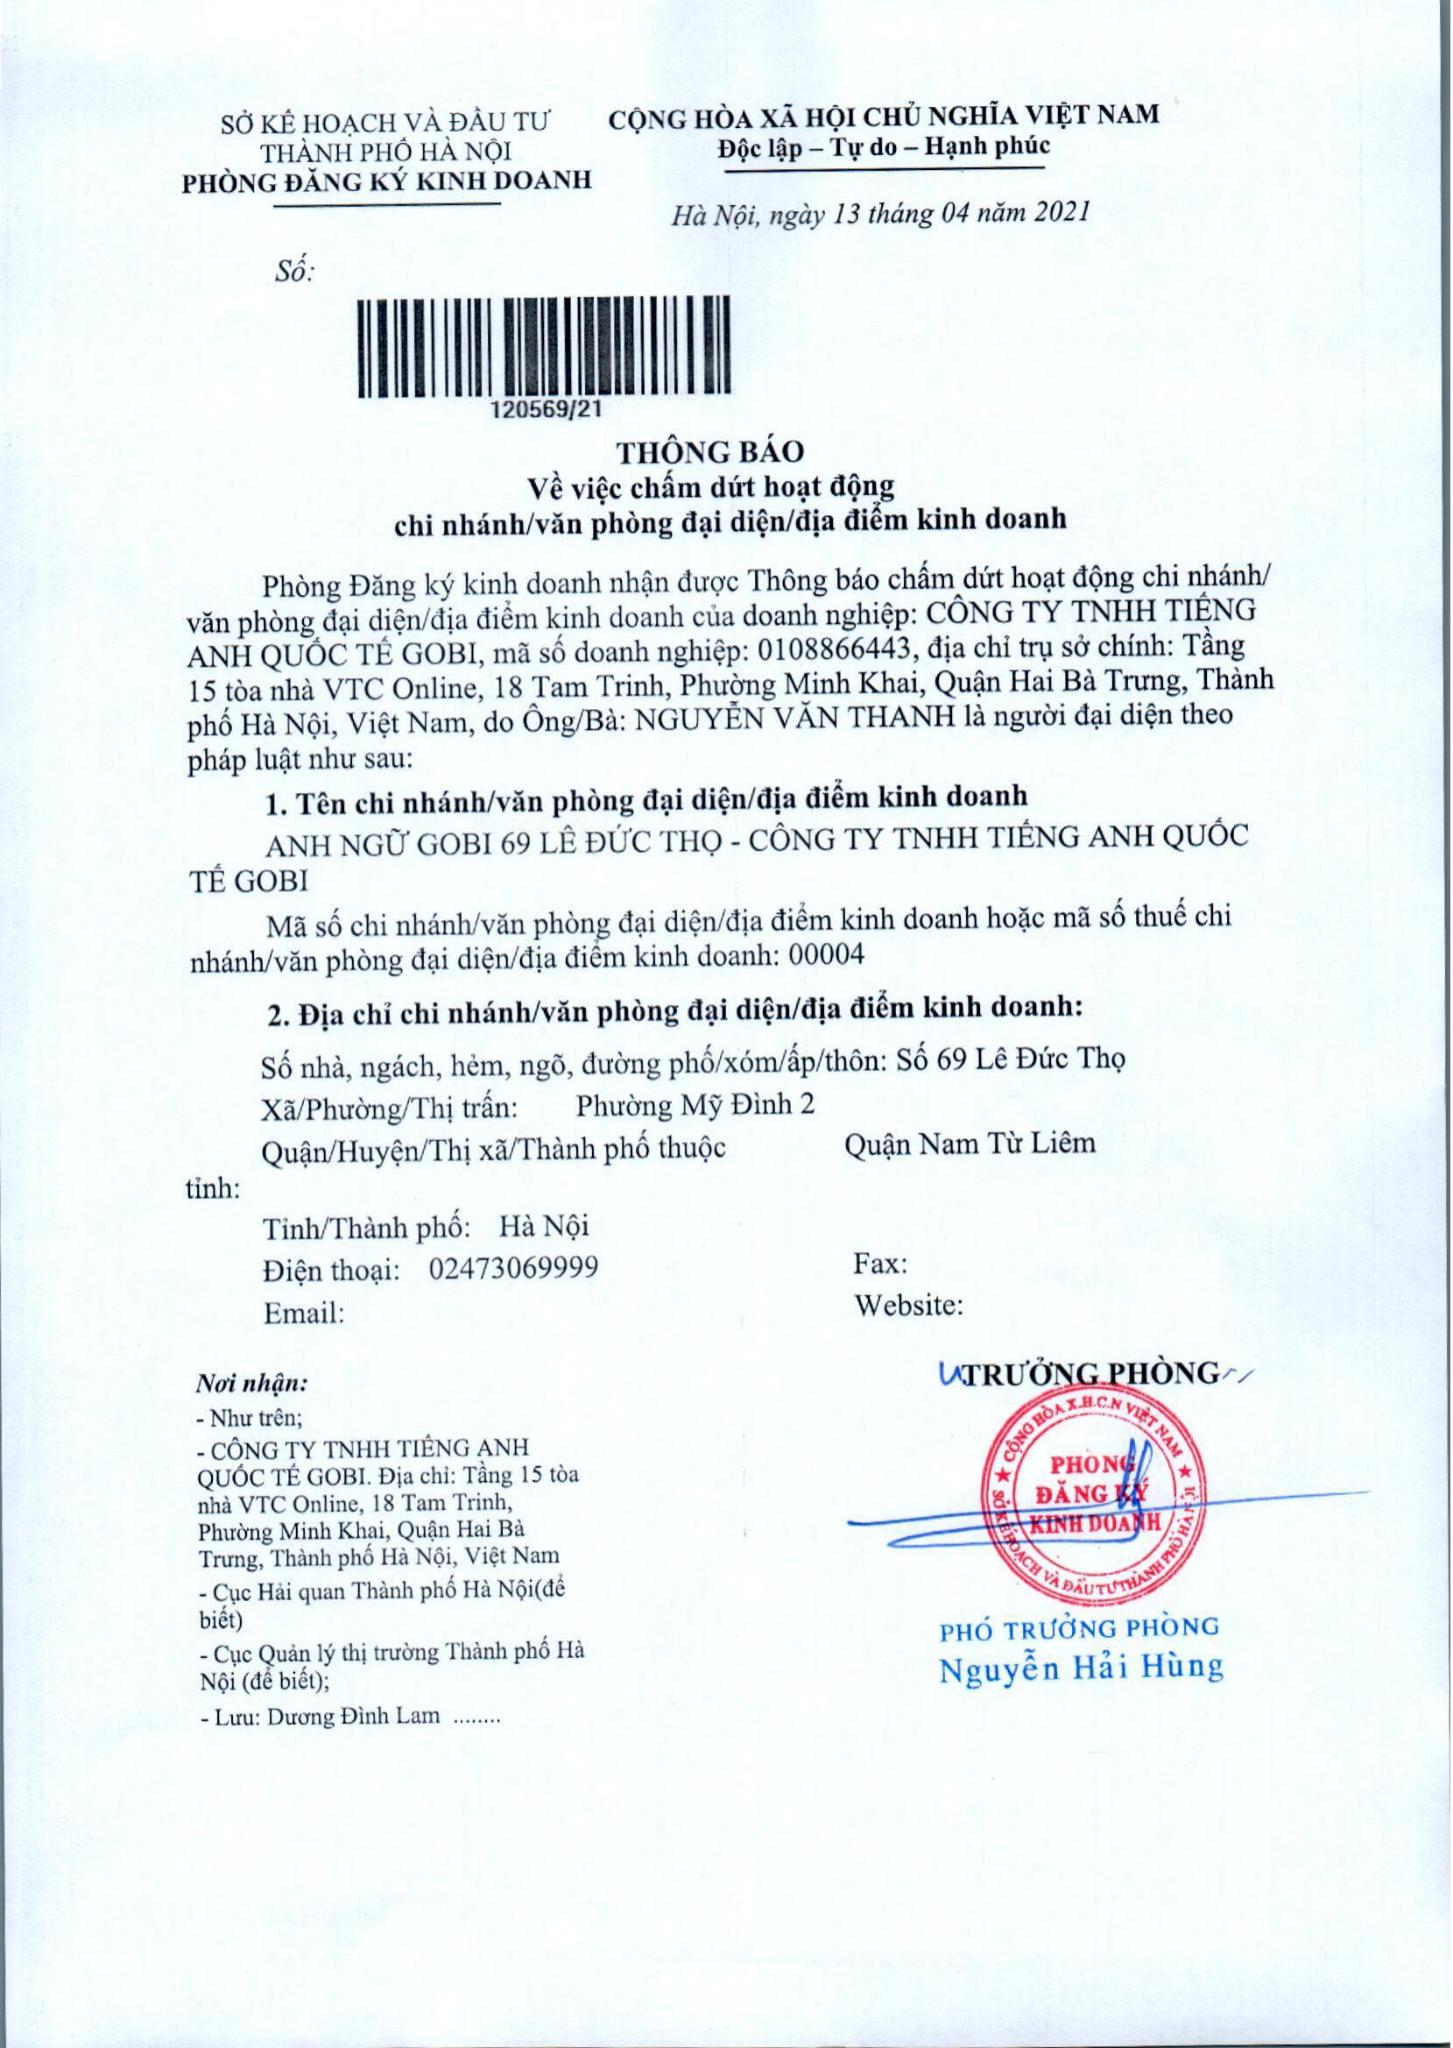 SỞ KẾ HOẠCH VÀ ĐẦU TƯ
THÀNH PHỐ HÀ NỘI
PHÒNG ĐĂNG KÝ KINH DOANH
CỘNG HÒA XÃ HỘI CHỦ NGHĨA VIỆT NAM
Độc lập – Tự do – Hạnh phúc
Hà Nội, ngày 13 tháng 04 năm 2021
Số:
120569/21
THÔNG BÁO
Về việc chấm dứt hoạt động
chi nhánh/văn phòng đại diện/địa điểm kinh doanh
Phòng Đăng ký kinh doanh nhận được Thông báo chấm dứt hoạt động chi nhánh/
văn phòng đại diện/địa điểm kinh doanh của doanh nghiệp: CÔNG TY TNHH TIẾNG
ANH QUỐC TẾ GOBI, mã số doanh nghiệp: 0108866443, địa chỉ trụ sở chính: Tầng
15 tòa nhà VTC Online, 18 Tam Trinh, Phường Minh Khai, Quận Hai Bà Trưng, Thành
phố Hà Nội, Việt Nam, do Ông/Bà: NGUYỄN VĂN THANH là người đại diện theo
pháp luật như sau:
1. Tên chi nhánh/văn phòng đại diện/địa điểm kinh doanh
ANH NGỮ GOBI 69 LÊ ĐỨC THỌ - CÔNG TY TNHH TIẾNG ANH QUỐC
TẾ GOBI
Mã số chi nhánh/văn phòng đại diện/địa điểm kinh doanh hoặc mã số thuế chi
nhánh/văn phòng đại diện/địa điểm kinh doanh: 00004
2. Địa chỉ chi nhánh/văn phòng đại diện/địa điểm kinh doanh:
Số nhà, ngách, hẻm, ngõ, đường phố/xóm/ấp/thôn: Số 69 Lê Đức Thọ
Xã/Phường/Thị trấn: Phường Mỹ Đình 2
Quận/Huyện/Thị xã/Thành phố thuộc Quận Nam Từ Liêm
tỉnh:
Tỉnh/Thành phố: Hà Nội
Điện thoại: 02473069999 Fax:
Email: Website:
Nơi nhận:
- Như trên;
- CÔNG TY TNHH TIẾNG ANH
QUỐC TẾ GOBI. Địa chỉ: Tầng 15 tòa
nhà VTC Online, 18 Tam Trinh,
Phường Minh Khai, Quận Hai Bà
Trưng, Thành phố Hà Nội, Việt Nam
- Cục Hải quan Thành phố Hà Nội(để
biết)
- Cục Quản lý thị trường Thành phố Hà
Nội (để biết);
- Lưu: Dương Đình Lam ........
TRƯỞNG PHÒNG
CỘNG HÒA X.H.C.N VIỆT NAM
SỞ KẾ HOẠCH VÀ ĐẦU TƯ THÀNH PHỐ HÀ NỘI
PHÒNG
ĐĂNG KÝ
KINH DOANH
PHÓ TRƯỞNG PHÒNG
Nguyễn Hải Hùng